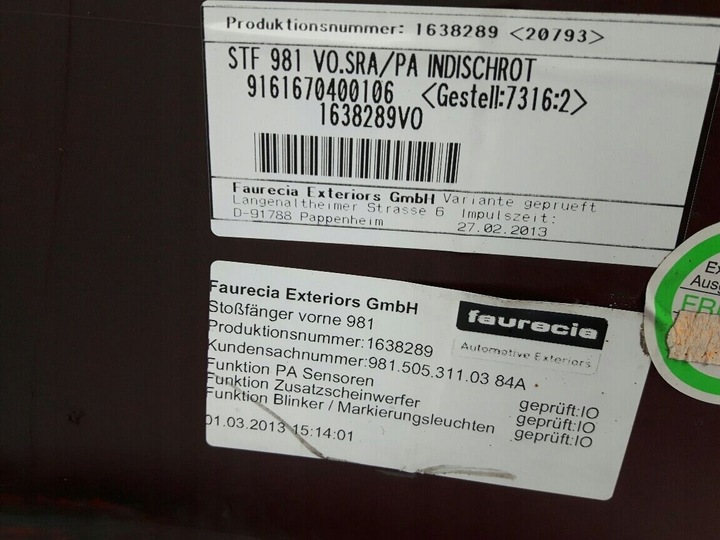 Produktionsnummer: 1638289 <20793>
STF 981 VO.SRA/PA INDISCHROT
9161670400106 <Gestell:7316:2>
1638289VO
Faurecia Exteriors GmbH Variante geprueft
Langenaltheimer Strasse 6 Impulszeit:
D-91788 Pappenheim 27.02.2013
Faurecia Exteriors GmbH
faurecia
Automotive Exteriors
Stoßfänger vorne 981
Produktionsnummer:1638289
Kundensachnummer:981.505.311.03 84A
Funktion PA Sensoren geprüft:IO
Funktion Zusatzscheinwerfer geprüft:IO
Funktion Blinker / Markierungsleuchten geprüft:IO
01.03.2013 15:14:01